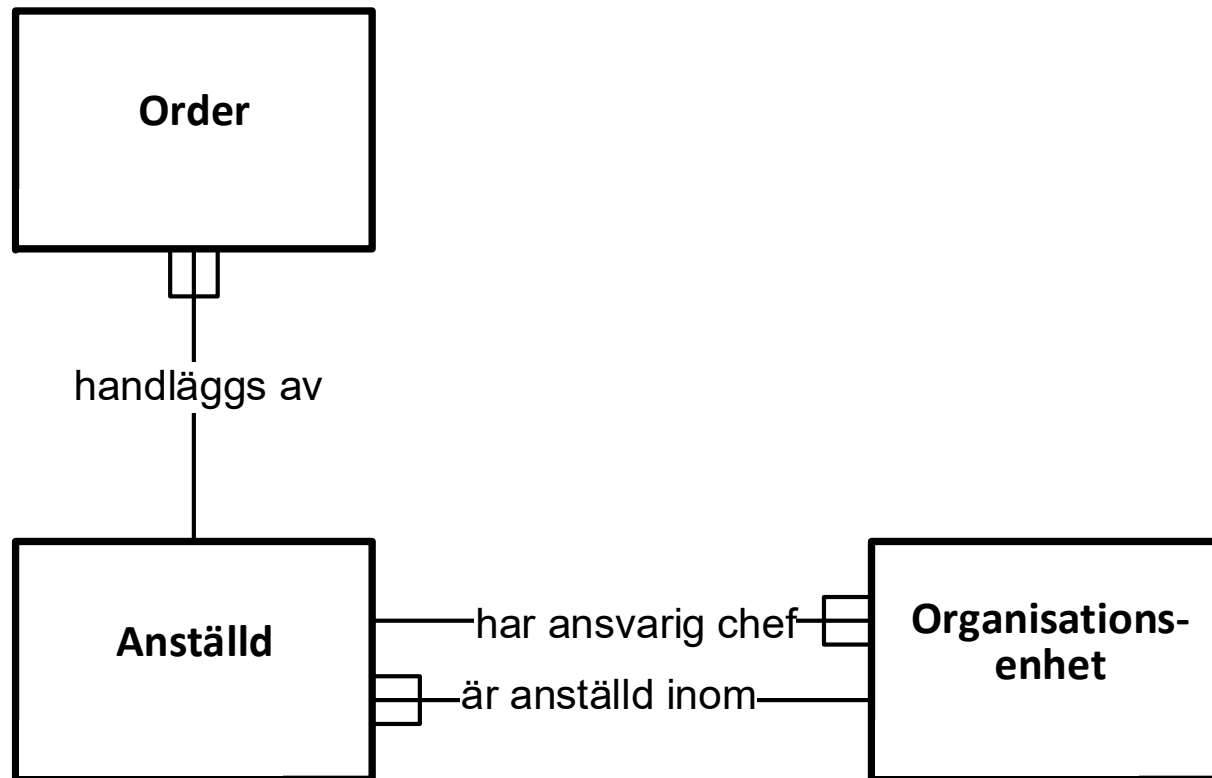 Order
handläggs av
Anställd
har ansvarig chef
är anställd inom
Organisations-
enhet